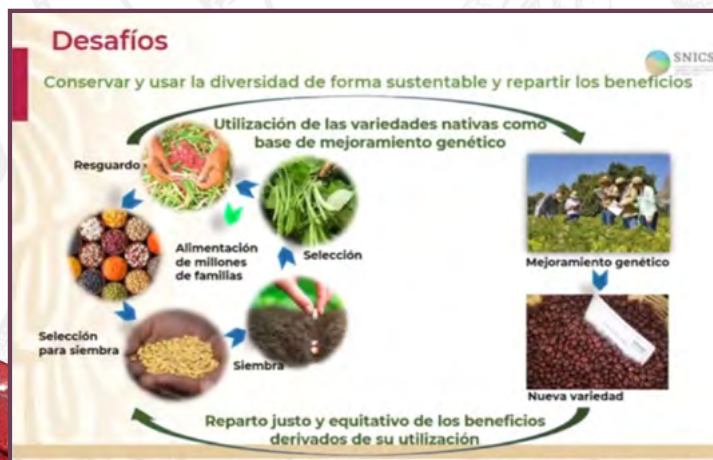 Desafíos
SNICS
Conservar y usar la diversidad de forma sustentable y repartir los beneficios
Utilización de las variedades nativas como
base de mejoramiento genético
Resguardo
Alimentación
de millones
de familias
Selección
Mejoramiento genético
Selección
para siembra
Siembra
Nueva variedad
Reparto justo y equitativo de los beneficios
derivados de su utilización